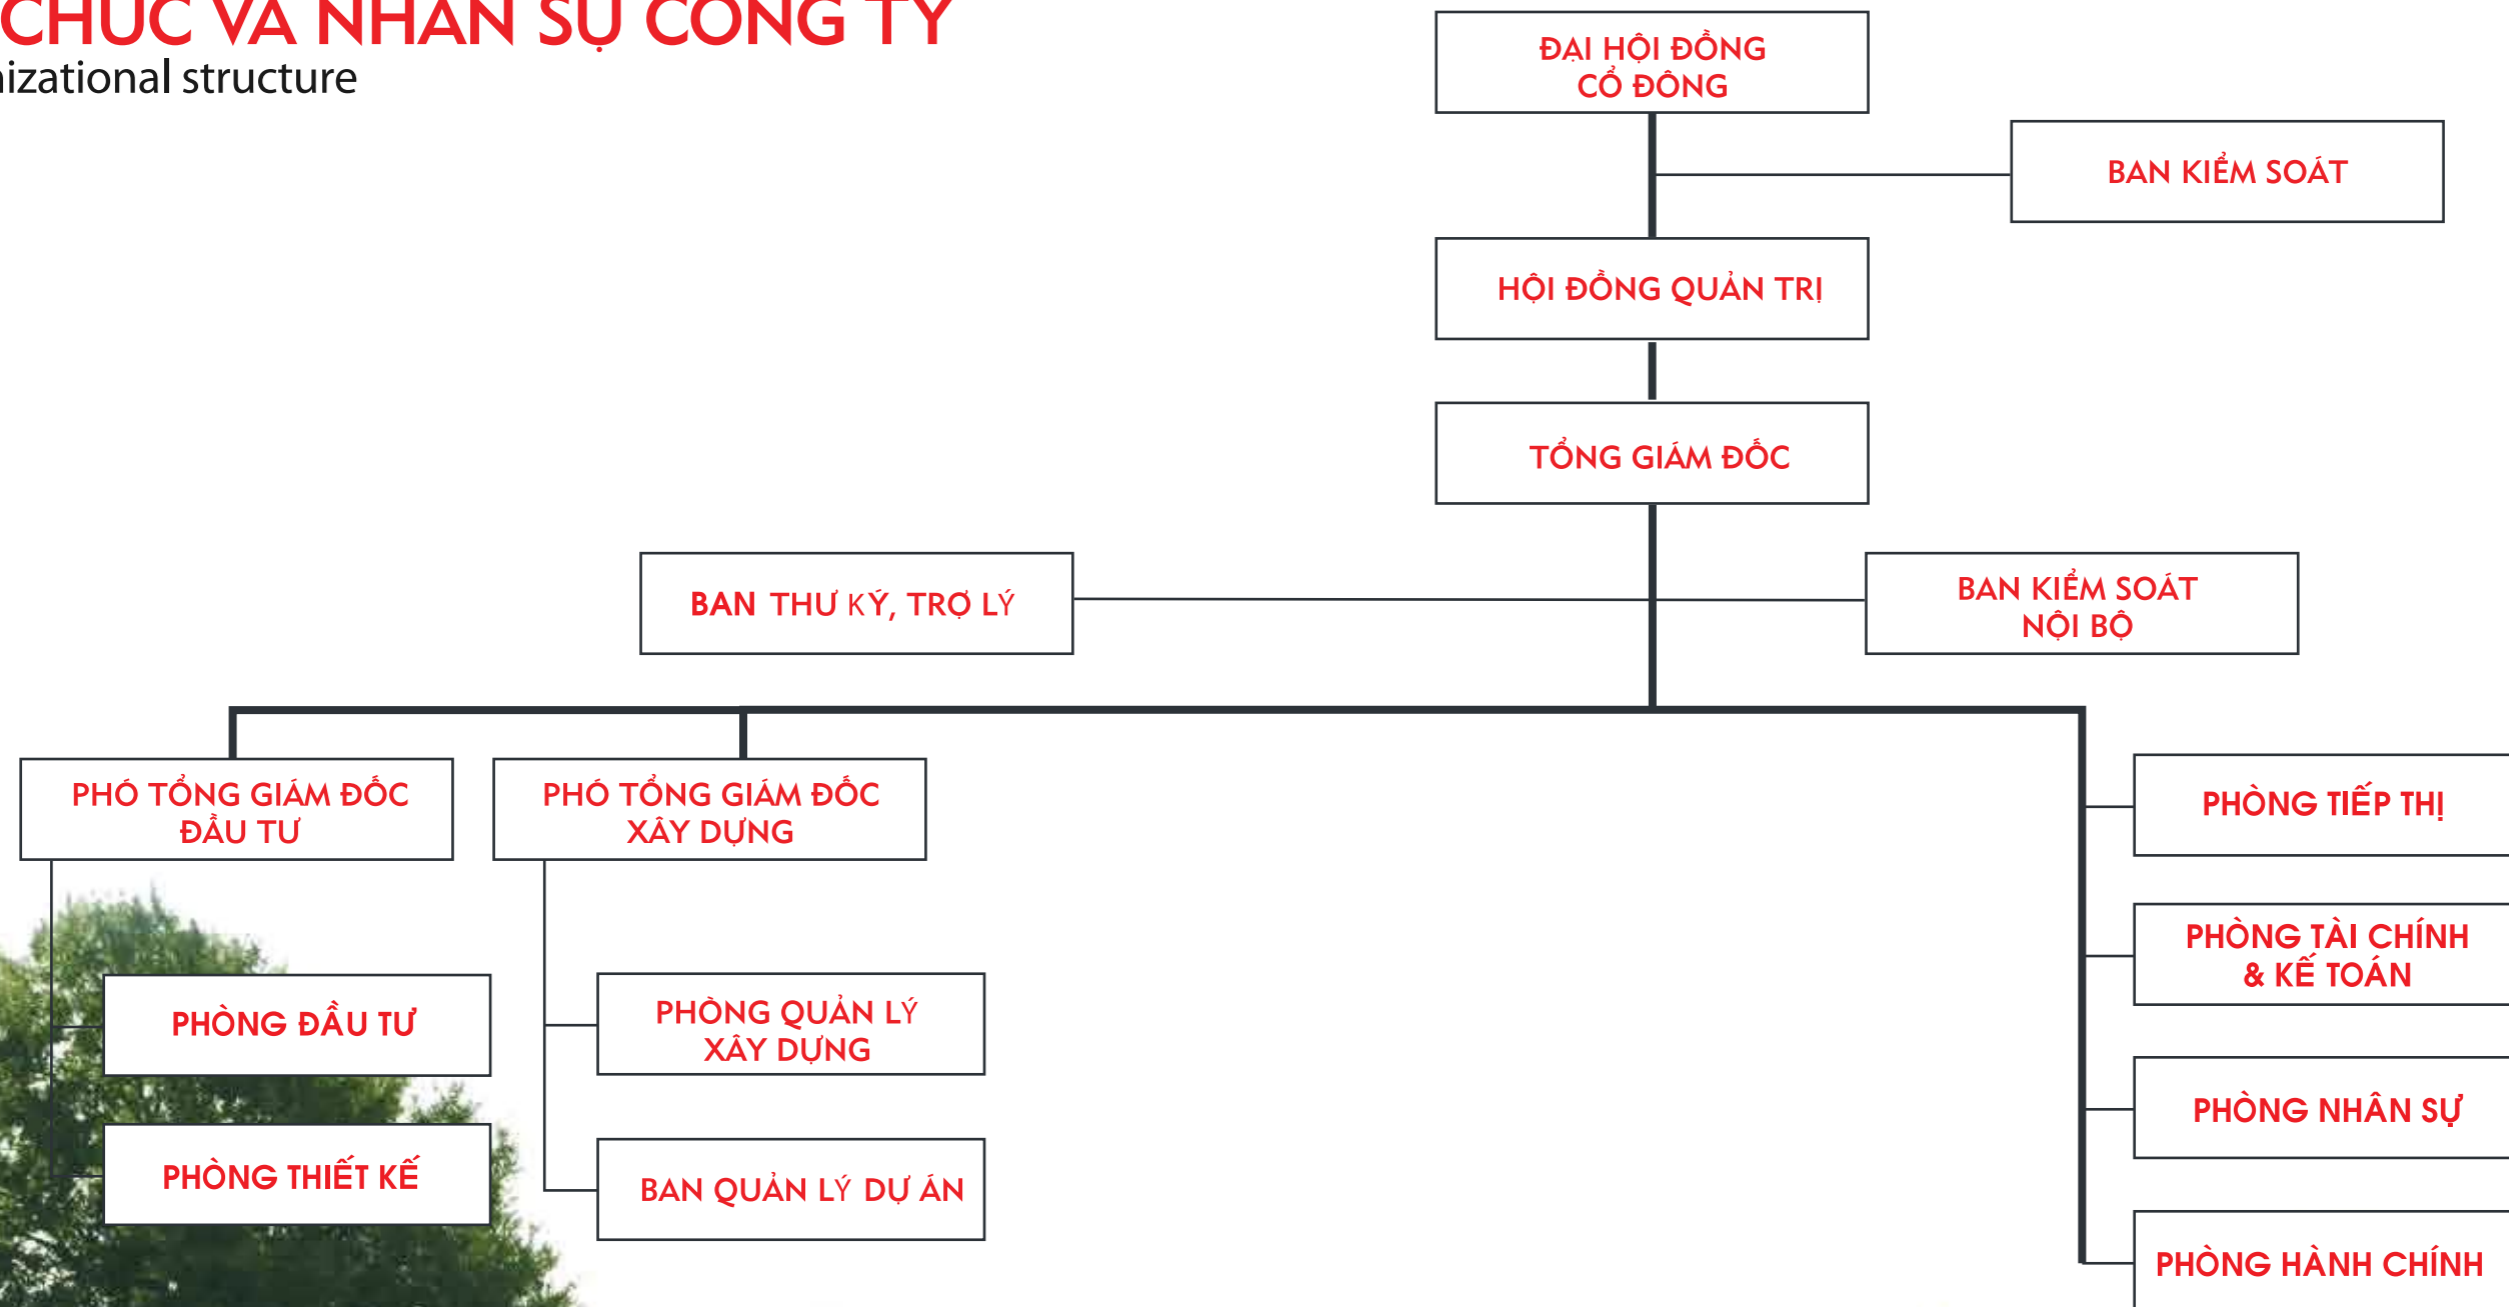 CHỨC VÀ NHÂN SỰ CÔNG TY
nizational structure
ĐẠI HỘI ĐỒNG
CỔ ĐÔNG
BAN KIỂM SOÁT
HỘI ĐỒNG QUẢN TRỊ
TỔNG GIÁM ĐỐC
BAN THƯ KÝ, TRỢ LÝ
BAN KIỂM SOÁT
NỘI BỘ
PHÓ TỔNG GIÁM ĐỐC
ĐẦU TƯ
PHÓ TỔNG GIÁM ĐỐC
XÂY DỰNG
PHÒNG TIẾP THỊ
PHÒNG TÀI CHÍNH
& KẾ TOÁN
PHÒNG ĐẦU TƯ
PHÒNG QUẢN LÝ
XÂY DỰNG
PHÒNG NHÂN SỰ
PHÒNG THIẾT KẾ
BAN QUẢN LÝ DỰ ÁN
PHÒNG HÀNH CHÍNH